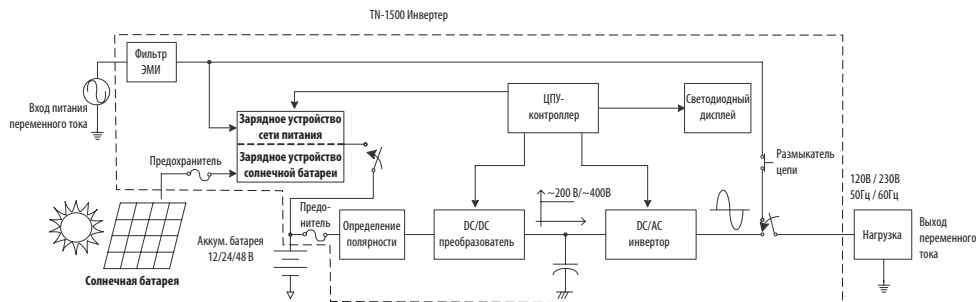 TN-1500 Инвертер
Фильтр
ЭМИ
Вход питания
переменного тока
Зарядное устройство
сети питания
Зарядное устройство
солнечной батареи
Предохранитель
ЦПУ-
контроллер
Светодиодный
дисплей
Размыкатель
цепи
120В / 230В
50Гц / 60Гц
~200 В/~400В
Предо-
нитель
Определение
полярности
DC/DC
преобразователь
DC/AC
инвертор
Нагрузка
Выход
переменного
тока
Аккум. батарея
12/24/48 В
Солнечная батарея